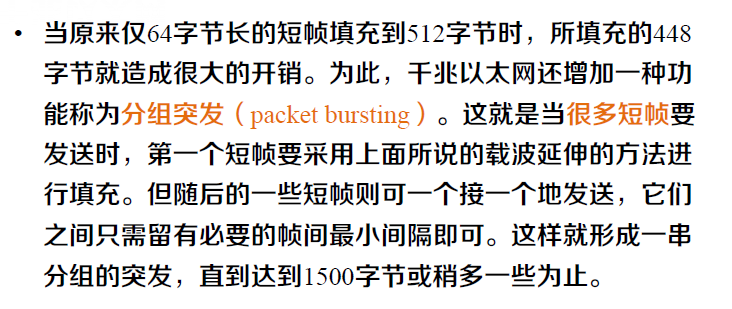 • 当原来仅64字节长的短帧填充到512字节时，所填充的448
字节就造成很大的开销。为此，千兆以太网还增加一种功
能称为分组突发（packet bursting）。这就是当很多短帧要
发送时，第一个短帧要采用上面所说的载波延伸的方法进
行填充。但随后的一些短帧则可一个接一个地发送，它们
之间只需留有必要的帧间最小间隔即可。这样就形成一串
分组的突发，直到达到1500字节或稍多一些为止。